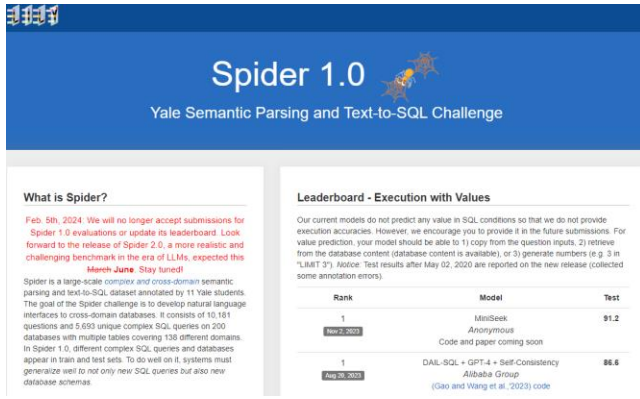 Spider 1.0
Yale Semantic Parsing and Text-to-SQL Challenge
What is Spider?
Feb. 5th, 2024: We will no longer accept submissions for
Spider 1.0 evaluations or update its leaderboard. Look
forward to the release of Spider 2.0, a more realistic and
challenging benchmark in the era of LLMs, expected this
March June. Stay tuned!
Spider is a large-scale complex and cross-domain semantic
parsing and text-to-SQL dataset annotated by 11 Yale students.
The goal of the Spider challenge is to develop natural language
interfaces to cross-domain databases. It consists of 10,181
questions and 5,693 unique complex SQL queries on 200
databases with multiple tables covering 138 different domains.
In Spider 1.0, different complex SQL queries and databases
appear in train and test sets. To do well on it, systems must
generalize well to not only new SQL queries but also new
database schemas.
Leaderboard - Execution with Values
Our current models do not predict any value in SQL conditions so that we do not provide
execution accuracies. However, we encourage you to provide it in the future submissions. For
value prediction, your model should be able to 1) copy from the question inputs, 2) retrieve
from the database content (database content is available), or 3) generate numbers (e.g. 3 in
"LIMIT 3"). Notice: Test results after May 02, 2020 are reported on the new release (collected
some annotation errors).
Rank Model Test
1 MiniSeek 91.2
Nov 2, 2023 Anonymous
Code and paper coming soon
1 DAIL-SQL + GPT-4 + Self-Consistency 86.6
Aug 20, 2023 Alibaba Group
(Gao and Wang et al.,'2023) code